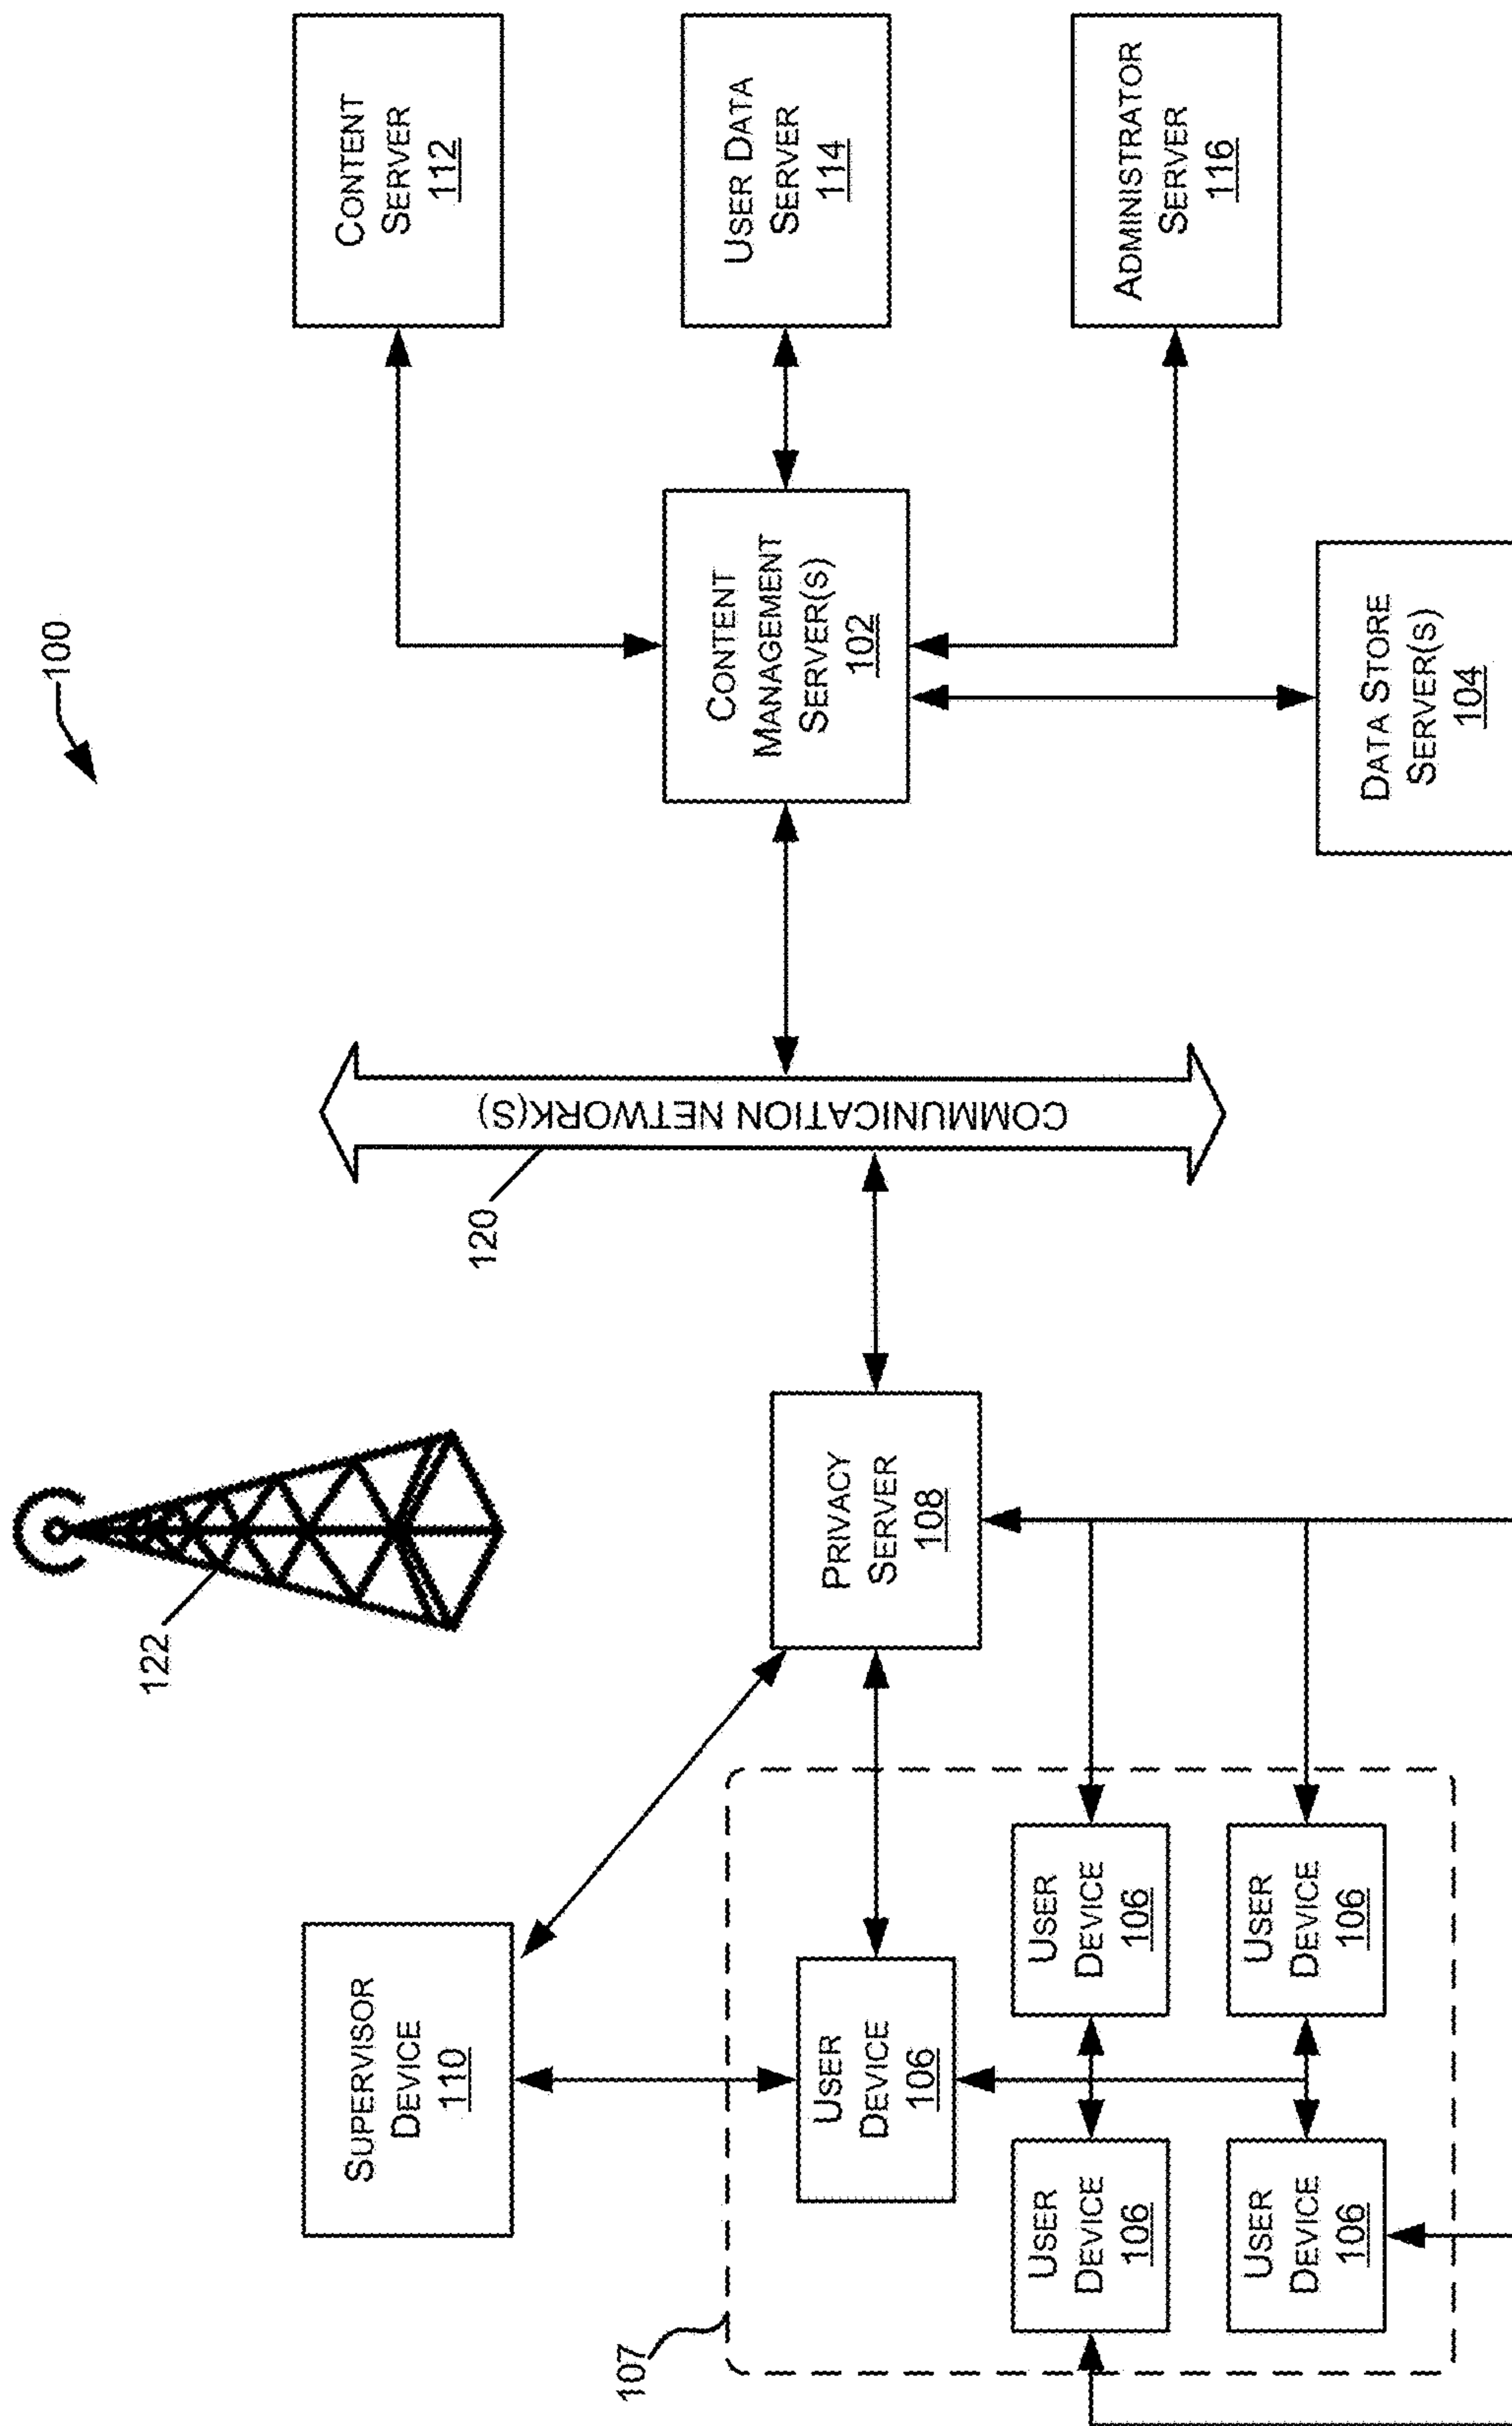 100
CONTENT
SERVER
112
USER DATA
SERVER
114
ADMINISTRATOR
SERVER
116
CONTENT
MANAGEMENT
SERVER(S)
102
DATA STORE
SERVER(S)
104
COMMUNICATION NETWORK(S)
120
122
PRIVACY
SERVER
108
SUPERVISOR
DEVICE
110
107
USER
DEVICE
106
USER
DEVICE
106
USER
DEVICE
106
USER
DEVICE
106
USER
DEVICE
106